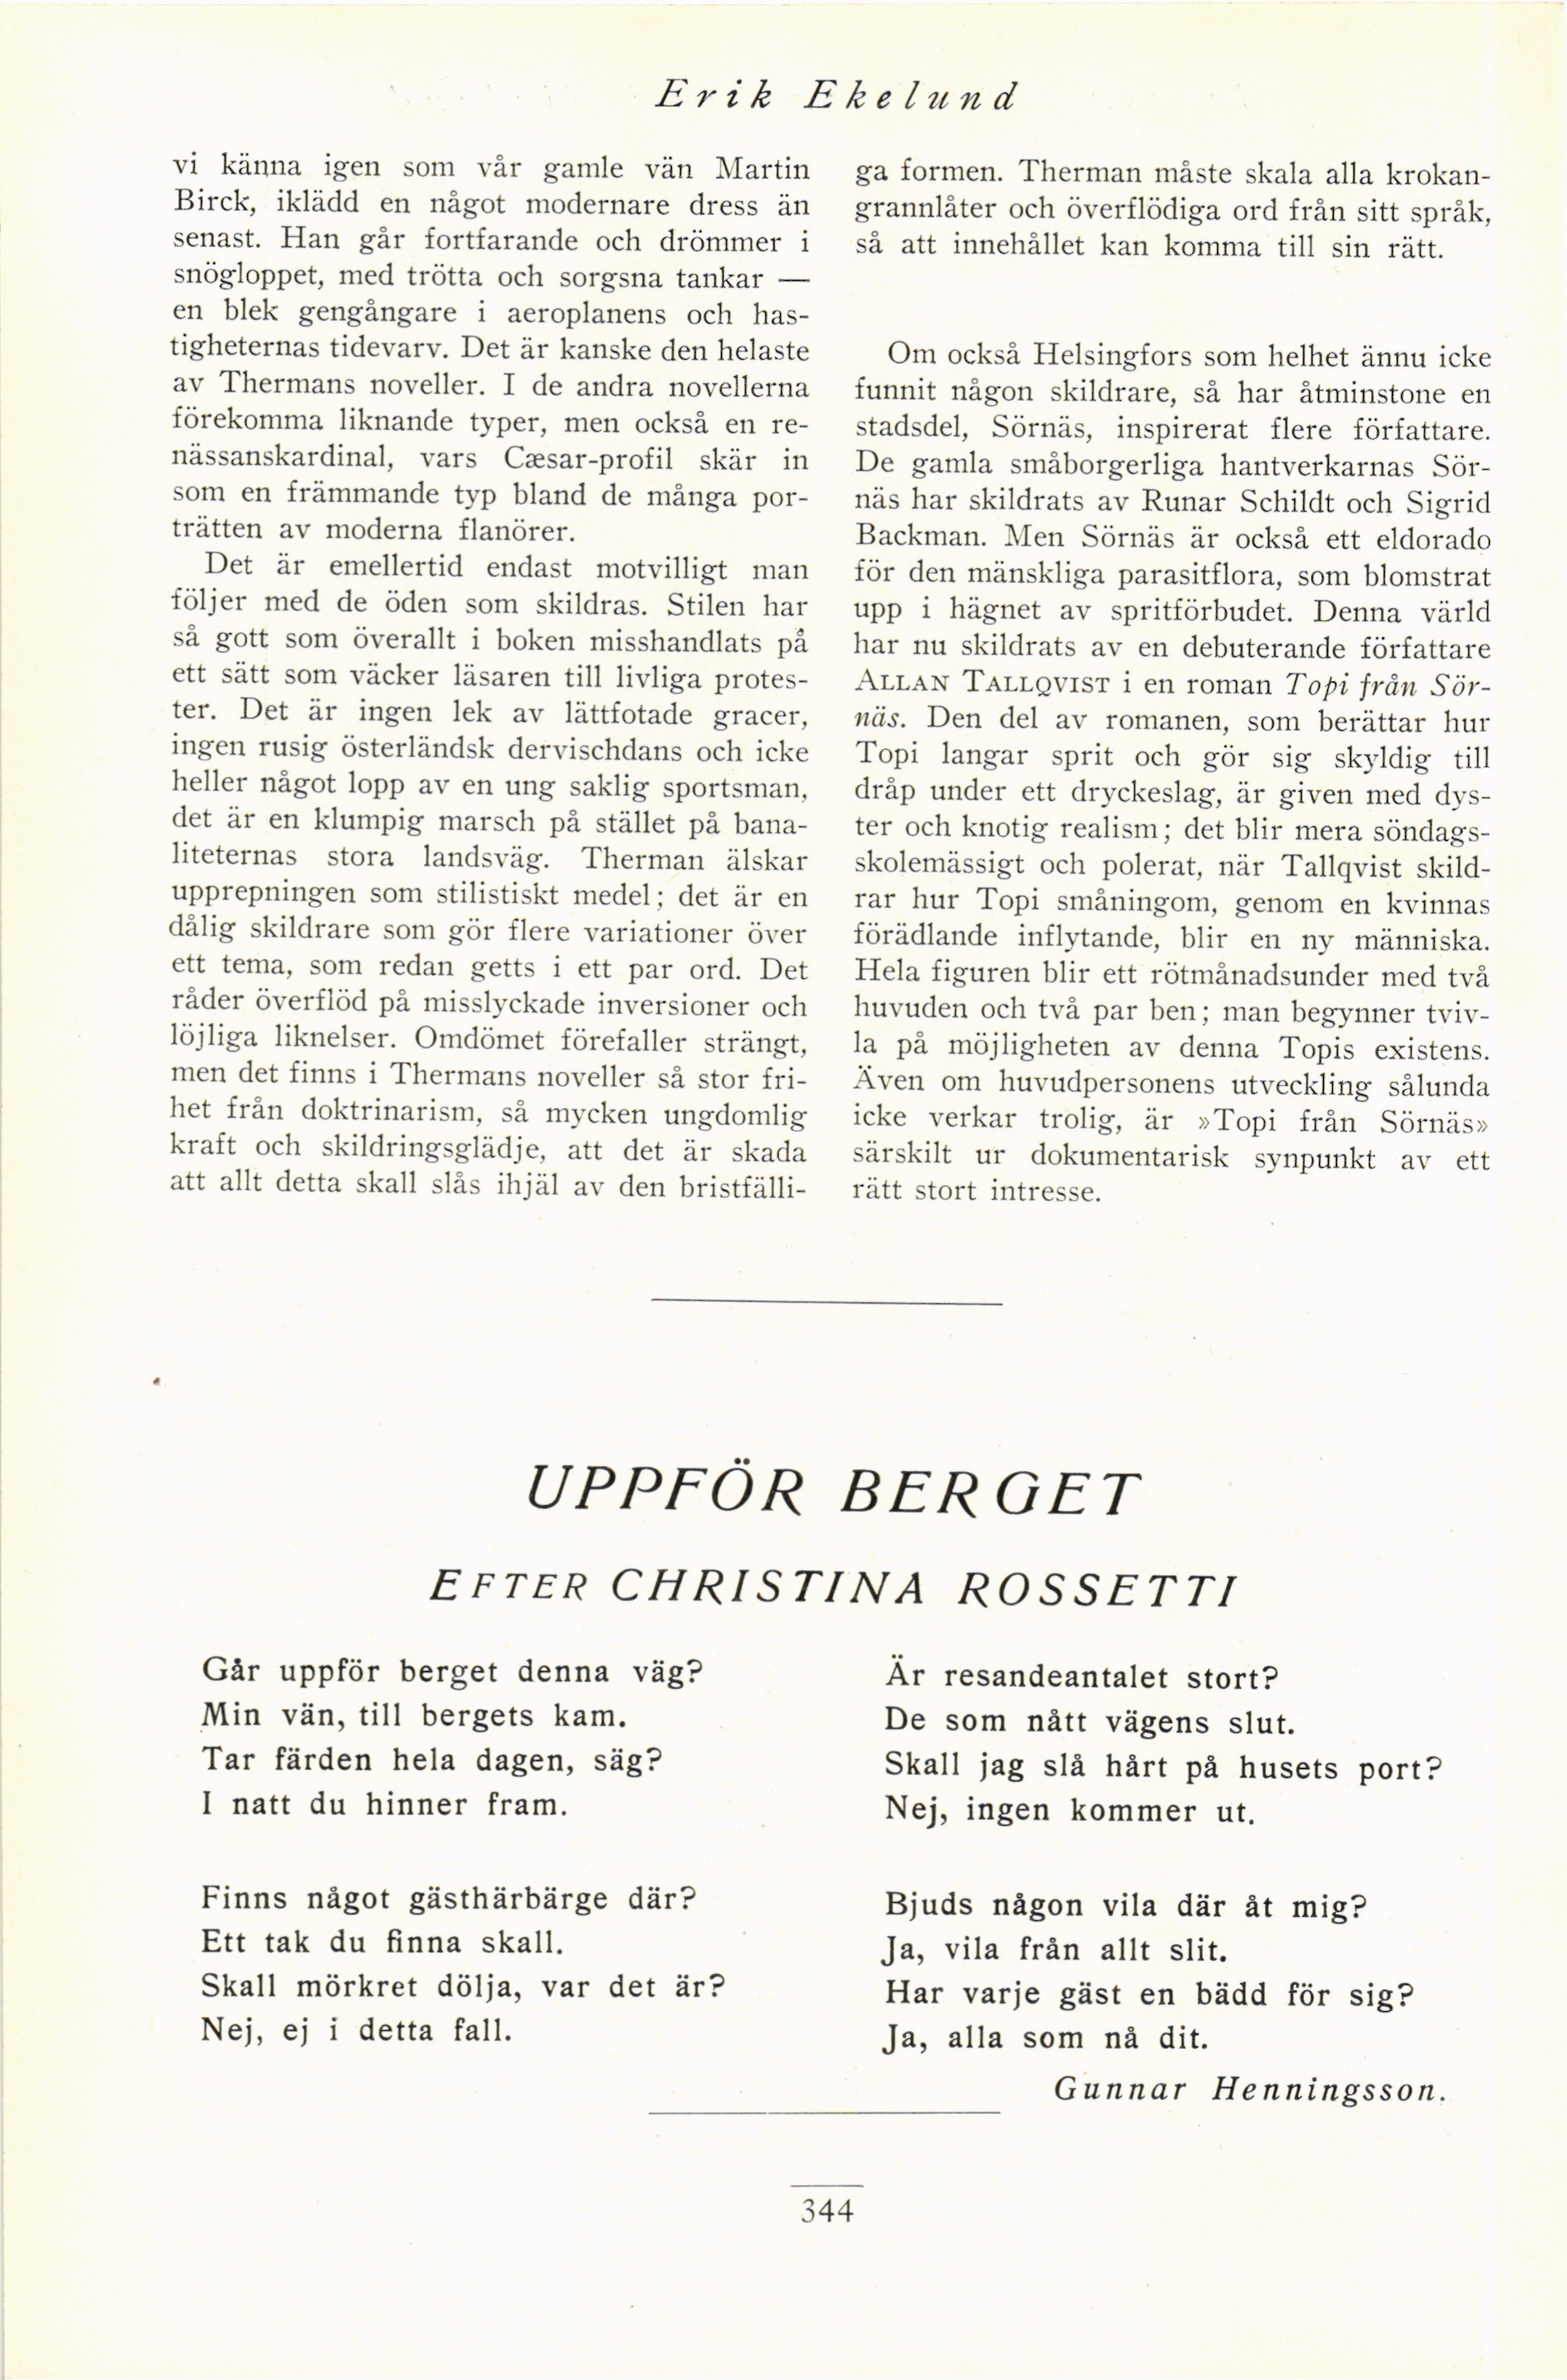 Erik Ekelund
vi känna igen som vår gamle vän Martin
Birck, iklädd en något modernare dress än
senast. Han går fortfarande och drömmer i
snögloppet, med trötta och sorgsna tankar —
en blek gengångare i aeroplanens och has-
tigheternas tidevarv. Det är kanske den helaste
av Thermans noveller. I de andra novellerna
förekomma liknande typer, men också en re-
nässanskardinal, vars Cæsar-profil skär in
som en främmande typ bland de många por-
trätten av moderna flanörer.
Det är emellertid endast motvilligt man
följer med de öden som skildras. Stilen har
så gott som överallt i boken misshandlats på
ett sätt som väcker läsaren till livliga protes-
ter. Det är ingen lek av lättfotade gracer,
ingen rusig österländsk dervischdans och icke
heller något lopp av en ung saklig sportsman,
det är en klumpig marsch på stället på bana-
liteternas stora landsväg. Therman älskar
upprepningen som stilistiskt medel; det är en
dålig skildrare som gör flere variationer över
ett tema, som redan getts i ett par ord. Det
råder överflöd på misslyckade inversioner och
löjliga liknelser. Omdömet förefaller strängt,
men det finns i Thermans noveller så stor fri-
het från doktrinarism, så mycken ungdomlig
kraft och skildringsglädje, att det är skada
att allt detta skall slås ihjäl av den bristfälli-
ga formen. Therman måste skala alla krokan-
grannlåter och överflödiga ord från sitt språk,
så att innehållet kan komma till sin rätt.
Om också Helsingfors som helhet ännu icke
funnit någon skildrare, så har åtminstone en
stadsdel, Sörnäs, inspirerat flere författare.
De gamla småborgerliga hantverkarnas Sör-
näs har skildrats av Runar Schildt och Sigrid
Backman. Men Sörnäs är också ett eldorado
för den mänskliga parasitflora, som blomstrat
upp i hägnet av spritförbudet. Denna värld
har nu skildrats av en debuterande författare
ALLAN TALLQVIST i en roman Topi från Sör-
näs. Den del av romanen, som berättar hur
Topi langar sprit och gör sig skyldig till
dråp under ett dryckeslag, är given med dys-
ter och knotig realism; det blir mera söndags-
skolemässigt och polerat, när Tallqvist skild-
rar hur Topi småningom, genom en kvinnas
förädlande inflytande, blir en ny människa.
Hela figuren blir ett rötmånadsunder med två
huvuden och två par ben; man begynner tviv-
la på möjligheten av denna Topis existens.
Även om huvudpersonens utveckling sålunda
icke verkar trolig, är »Topi från Sörnäs»
särskilt ur dokumentarisk synpunkt av ett
rätt stort intresse.
UPPFÖR BERGET
EFTER CHRISTINA ROSSETTI
Går uppför berget denna väg?
Min vän, till bergets kam.
Tar färden hela dagen, säg?
I natt du hinner fram.
Finns något gästhärbärge där?
Ett tak du finna skall.
Skall mörkret dölja, var det är?
Nej, ej i detta fall.
Är resandeantalet stort?
De som nått vägens slut.
Skall jag slå hårt på husets port?
Nej, ingen kommer ut.
Bjuds någon vila där åt mig?
Ja, vila från allt slit.
Har varje gäst en bädd för sig?
Ja, alla som nå dit.
Gunnar Henningsson.
344